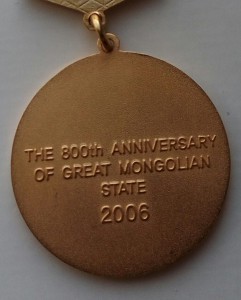 THE 800th ANNIVERSARY
OF GREAT MONGOLIAN
STATE
2006